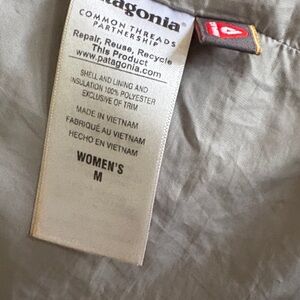 patagonia
COMMON THREADS
PARTNERSHIP
Repair, Reuse, Recycle
This Product
www.patagonia.com
SHELL AND LINING AND
INSULATION 100% POLYESTER
EXCLUSIVE OF TRIM
MADE IN VIETNAM
FABRIQUÉ AU VIETNAM
HECHO EN VIETNAM
WOMEN'S
M